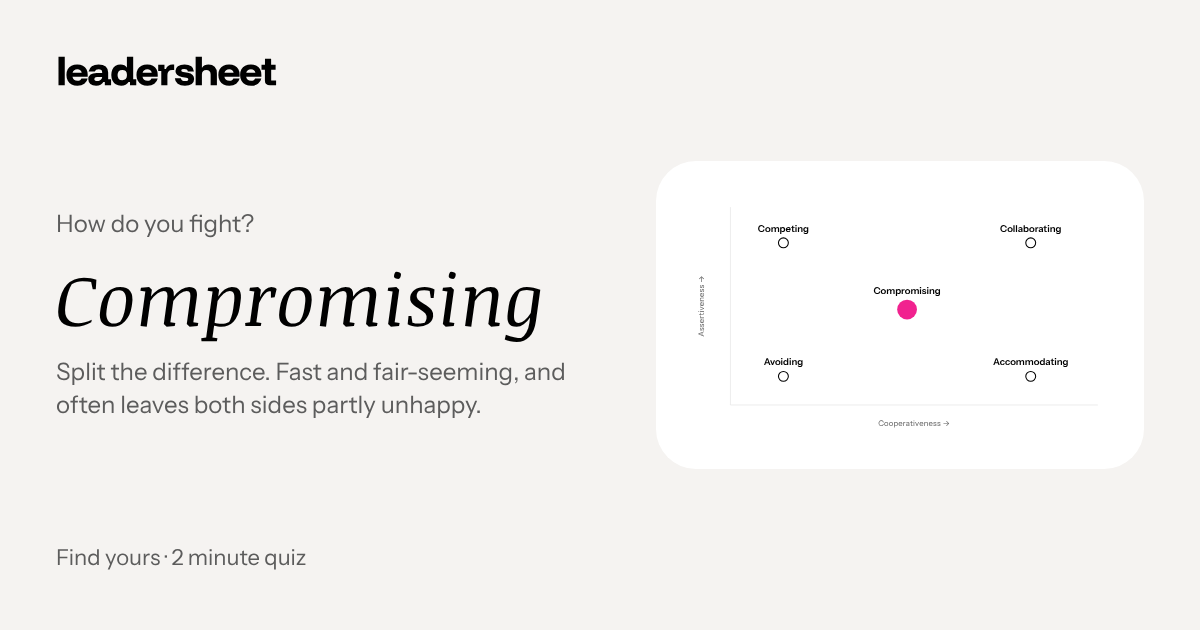 leadersheet
How do you fight?
Compromising
Split the difference. Fast and fair-seeming, and
often leaves both sides partly unhappy.
Find yours · 2 minute quiz
Competing
Collaborating
Compromising
Assertiveness →
Avoiding
Accommodating
Cooperativeness →